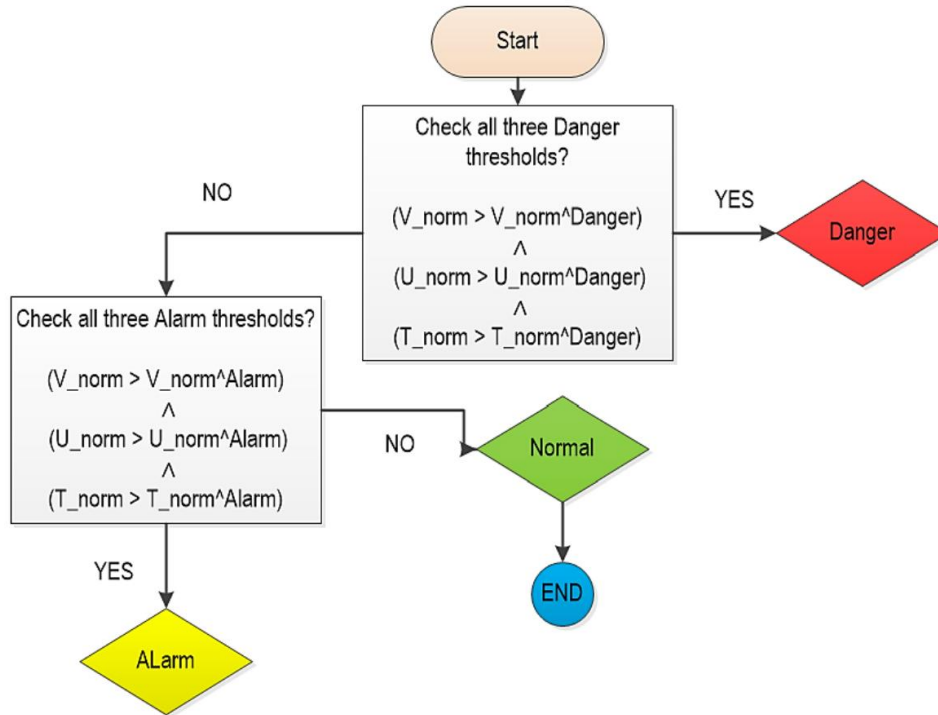 Start
Check all three Danger
thresholds?
(V_norm > V_norm^Danger)
∧
(U_norm > U_norm^Danger)
∧
(T_norm > T_norm^Danger)
YES
Danger
NO
Check all three Alarm thresholds?
(V_norm > V_norm^Alarm)
∧
(U_norm > U_norm^Alarm)
∧
(T_norm > T_norm^Alarm)
NO
Normal
END
YES
ALarm